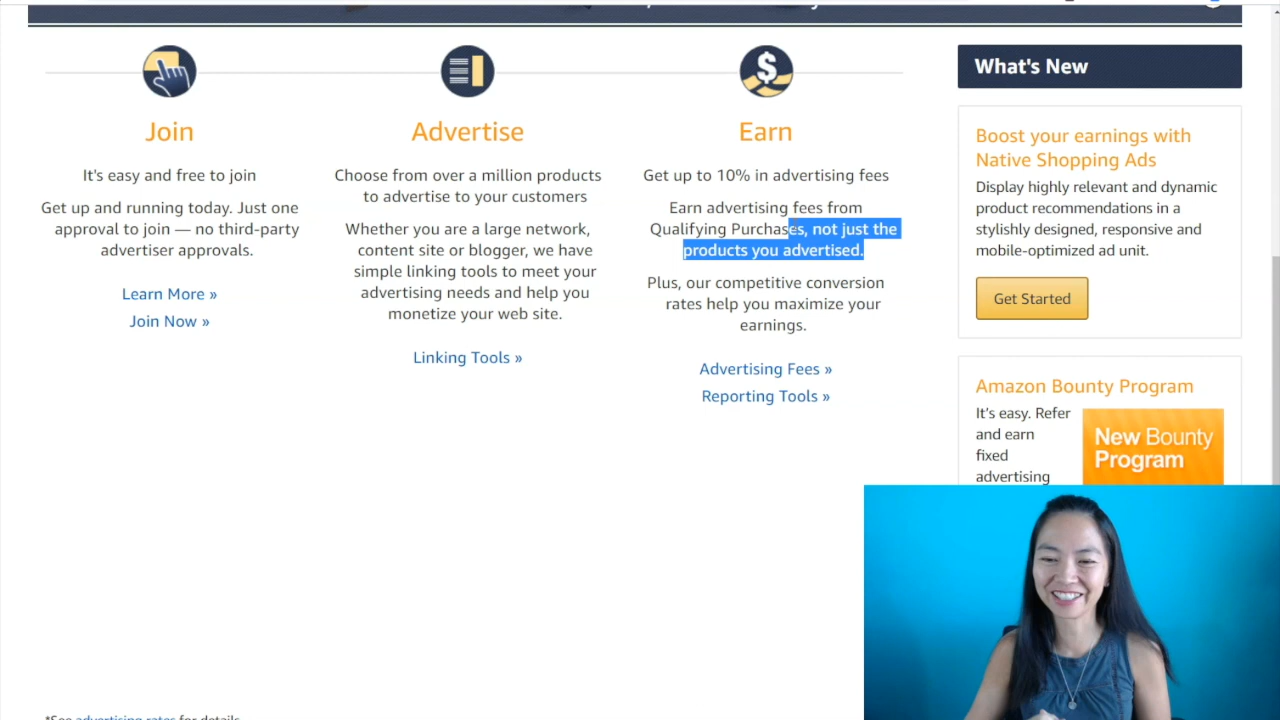 Join
It's easy and free to join
Get up and running today. Just one
approval to join — no third-party
advertiser approvals.
Learn More »
Join Now »
Advertise
Choose from over a million products
to advertise to your customers
Whether you are a large network,
content site or blogger, we have
simple linking tools to meet your
advertising needs and help you
monetize your web site.
Linking Tools »
Earn
Get up to 10% in advertising fees
Earn advertising fees from
Qualifying Purchases, not just the
products you advertised.
Plus, our competitive conversion
rates help you maximize your
earnings.
Advertising Fees »
Reporting Tools »
What's New
Boost your earnings with
Native Shopping Ads
Display highly relevant and dynamic
product recommendations in a
stylishly designed, responsive and
mobile-optimized ad unit.
Get Started
Amazon Bounty Program
It's easy. Refer
and earn
fixed
advertising
New Bounty
Program
*See advertising rates for details